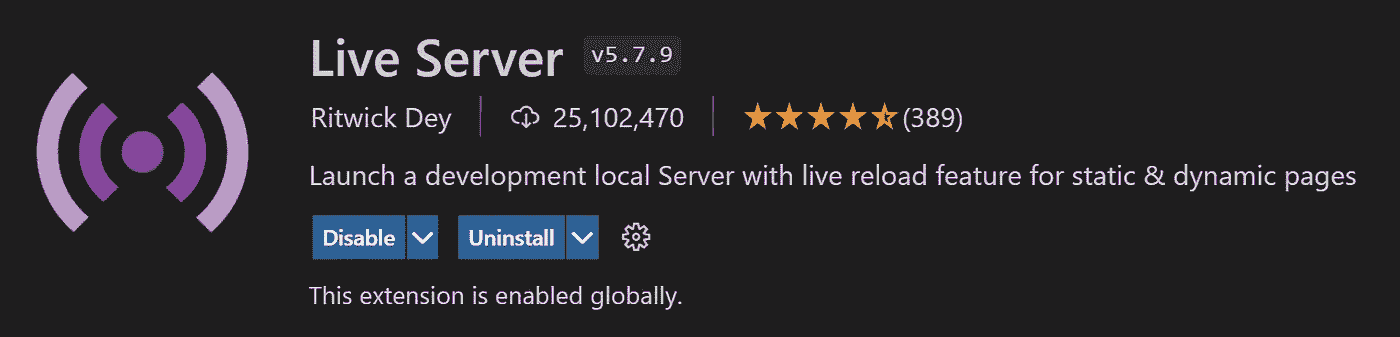 Live Server v5.7.9
Ritwick Dey 25,102,470 (389)
Launch a development local Server with live reload feature for static & dynamic pages
Disable Uninstall
This extension is enabled globally.